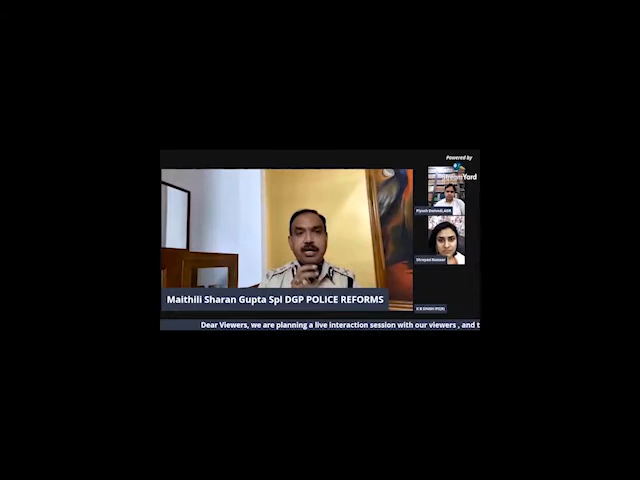 Powered by
StreamYard
Maithili Sharan Gupta Spl DGP POLICE REFORMS
Dear Viewers, we are planning a live interaction session with our viewers , and t